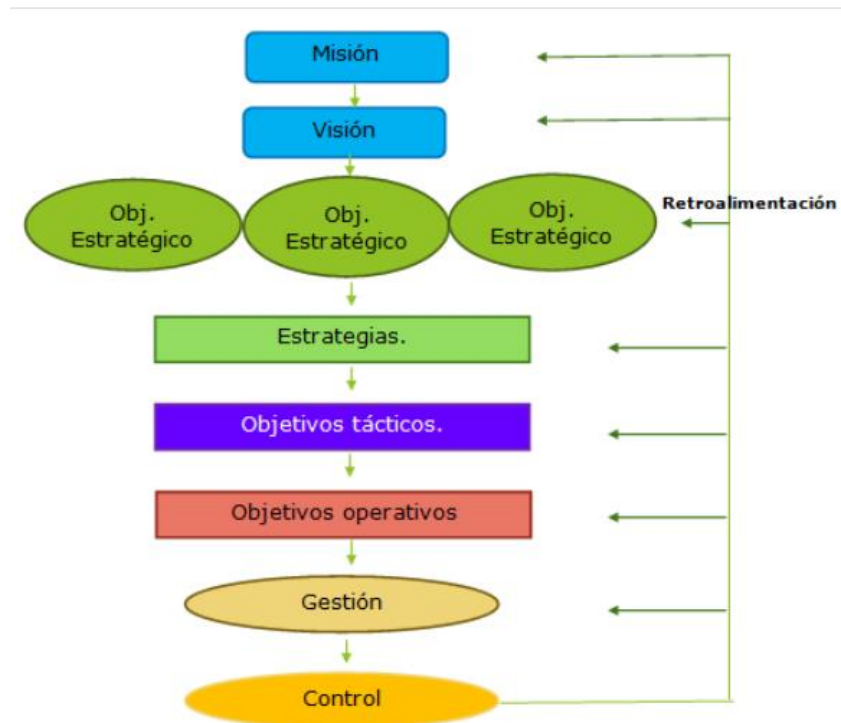 Misión
Visión
Obj.
Estratégico
Obj.
Estratégico
Obj.
Estratégico
Retroalimentación
Estrategias.
Objetivos tácticos.
Objetivos operativos
Gestión
Control